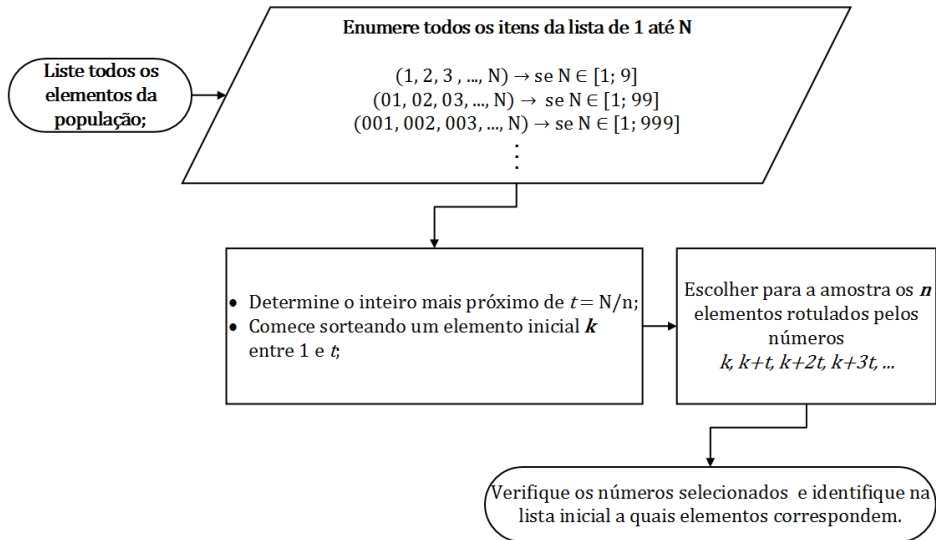 Liste todos os
elementos da
população;
Enumere todos os itens da lista de 1 até N
(1, 2, 3 , ..., N) → se N ∈ [1; 9]
(01, 02, 03, ..., N) → se N ∈ [1; 99]
(001, 002, 003, ..., N) → se N ∈ [1; 999]
⋮
• Determine o inteiro mais próximo de t = N/n;
• Comece sorteando um elemento inicial k
entre 1 e t;
Escolher para a amostra os n
elementos rotulados pelos
números
k, k+t, k+2t, k+3t, ...
Verifique os números selecionados e identifique na
lista inicial a quais elementos correspondem.